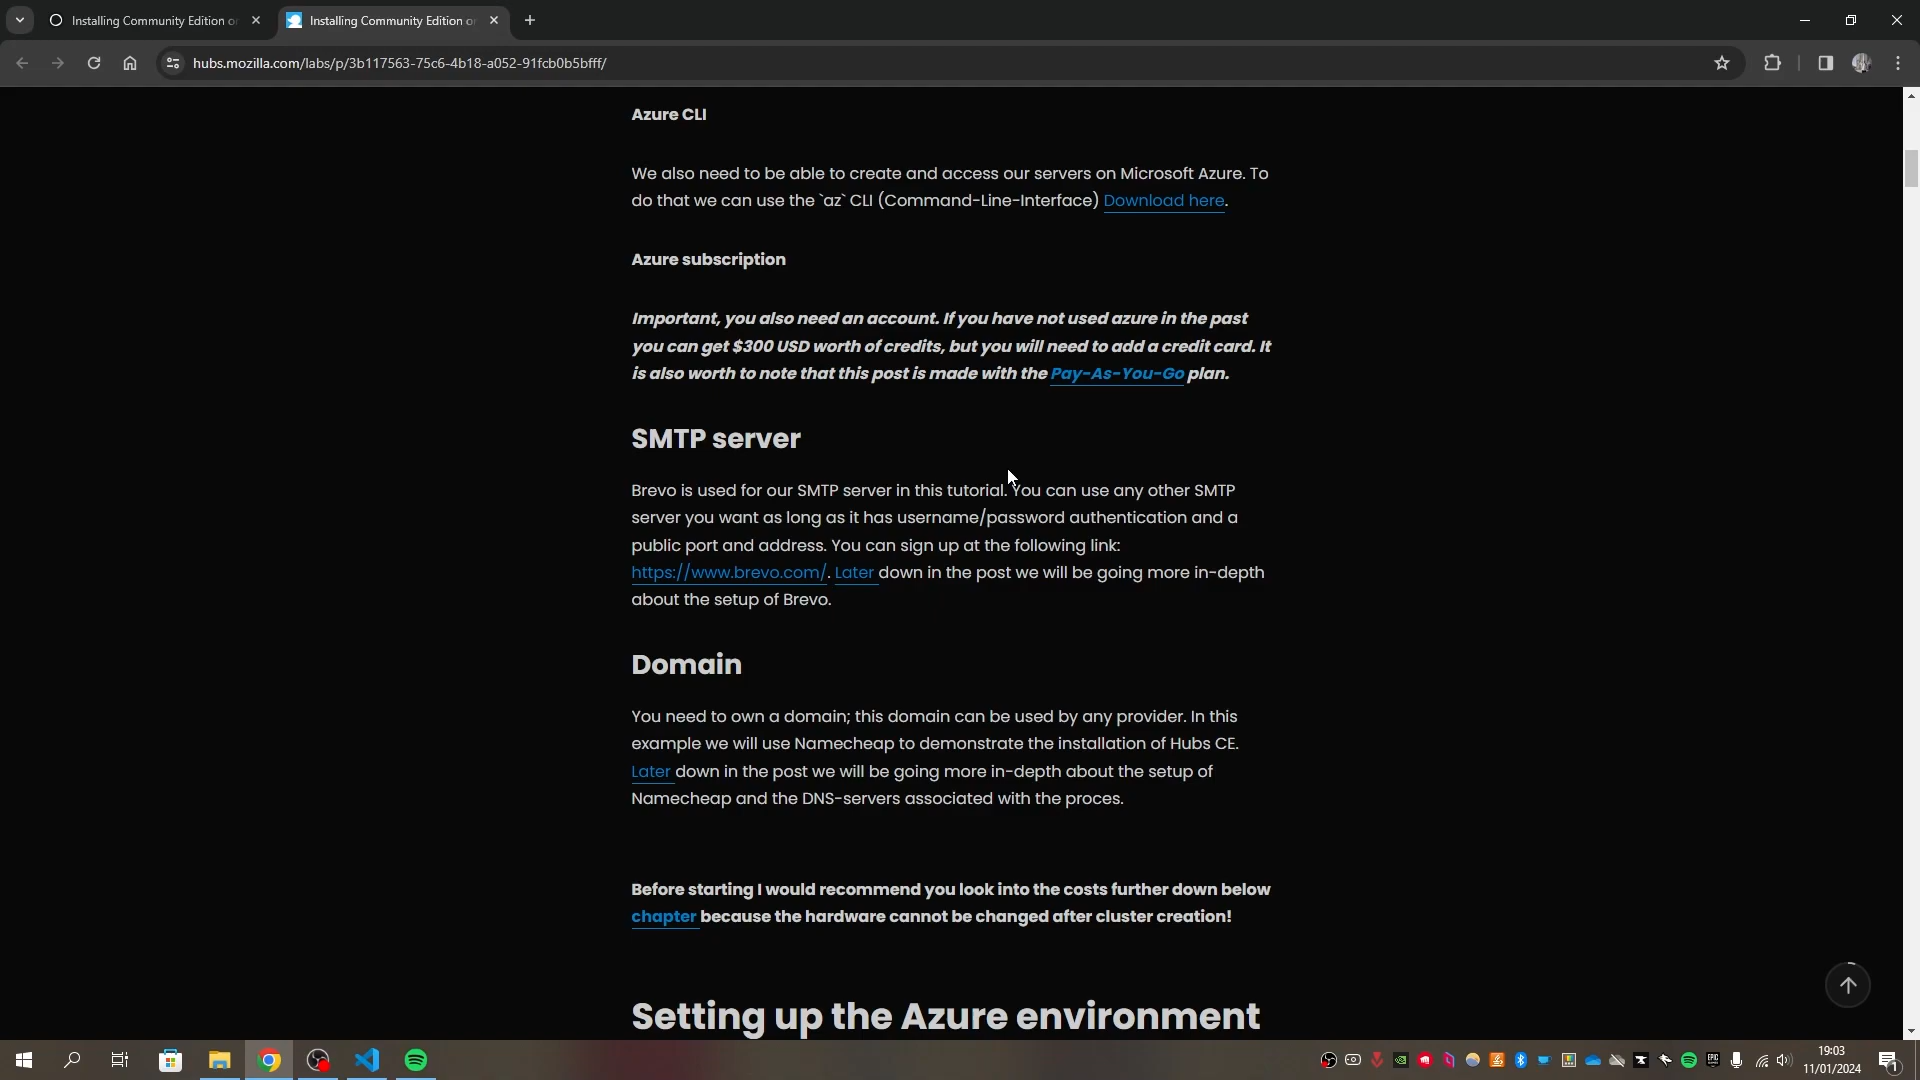 Installing Community Edition or
Installing Community Edition or
hubs.mozilla.com/labs/p/3b117563-75c6-4b18-a052-91fcb0b5bfff/
Azure CLI
We also need to be able to create and access our servers on Microsoft Azure. To
do that we can use the `az` CLI (Command-Line-Interface) Download here.
Azure subscription
Important, you also need an account. If you have not used azure in the past
you can get $300 USD worth of credits, but you will need to add a credit card. It
is also worth to note that this post is made with the Pay-As-You-Go plan.
SMTP server
Brevo is used for our SMTP server in this tutorial. You can use any other SMTP
server you want as long as it has username/password authentication and a
public port and address. You can sign up at the following link:
https://www.brevo.com/. Later down in the post we will be going more in-depth
about the setup of Brevo.
Domain
You need to own a domain; this domain can be used by any provider. In this
example we will use Namecheap to demonstrate the installation of Hubs CE.
Later down in the post we will be going more in-depth about the setup of
Namecheap and the DNS-servers associated with the proces.
Before starting I would recommend you look into the costs further down below
chapter because the hardware cannot be changed after cluster creation!
Setting up the Azure environment
19:03
11/01/2024
1